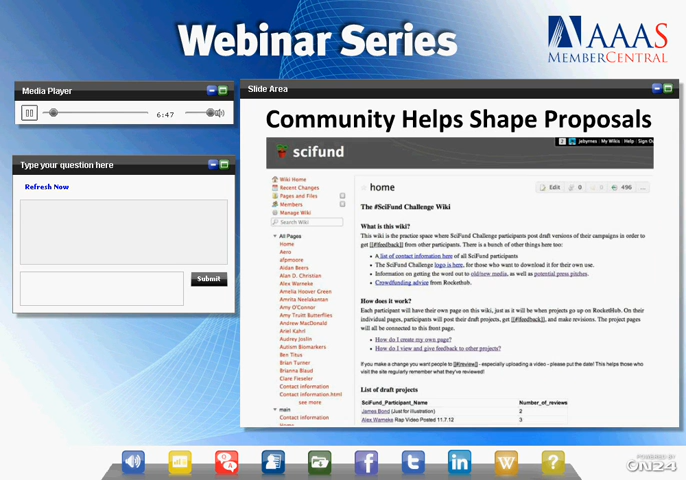 Webinar Series
AAAS
MEMBERCENTRAL
Media Player
6:47
Type your question here
Refresh Now
Submit
Slide Area
Community Helps Shape Proposals
scifund
2 jebyrnes · My Wikis · Help · Sign Ou
Wiki Home
Recent Changes
Pages and Files
Members
Manage Wiki
Search Wiki
All Pages
Home
Aero
afpmoore
Aidan Beers
Alan D. Christian
Alex Warneke
Amelia Hoover Green
Amrita Neelakantan
Amy O'Connor
Amy Truitt Butterflies
Andrew MacDonald
Ariel Kahrl
Audrey Joslin
Autism Biomarkers
Ben Titus
Brian Turner
Brianna Blaud
Clare Fieseler
Contact information
Contact information.html
see more
main
Contact information
home
Edit 0 496 ...
The #SciFund Challenge Wiki
What is this wiki?
This wiki is the practice space where SciFund Challenge participants post draft versions of their campaigns in order to
get [[#feedback]] from other participants. There is a bunch of other things here too:
A list of contact infomation here of all SciFund participants
The SciFund Challenge logo is here, for those who want to download it for their own use.
Information on getting the word out to old/new media, as well as potential press pitches.
Crowdfunding advice from Rockethub.
How does it work?
Each participant will have their own page on this wiki, just as it will be when projects go up on RocketHub. On their
individual pages, participants will post their draft projects, get [[#feedback]], and make revisions. The project pages
will all be connected to this front page.
How do I create my own page?
How do I view and give feedback to other projects?
If you make a change you want people to [[#review]] - especially uploading a video - please put the date! This helps those who
visit the site regularly remember what they've reviewed!
List of draft projects
SciFund_Participant_Name Number_of_reviews
James Bond (Just for illustration) 2
Alex Warneke Rap Video Posted 11.7.12 3
Q
A
f
t
in
W
?
POWERED BY
ON24